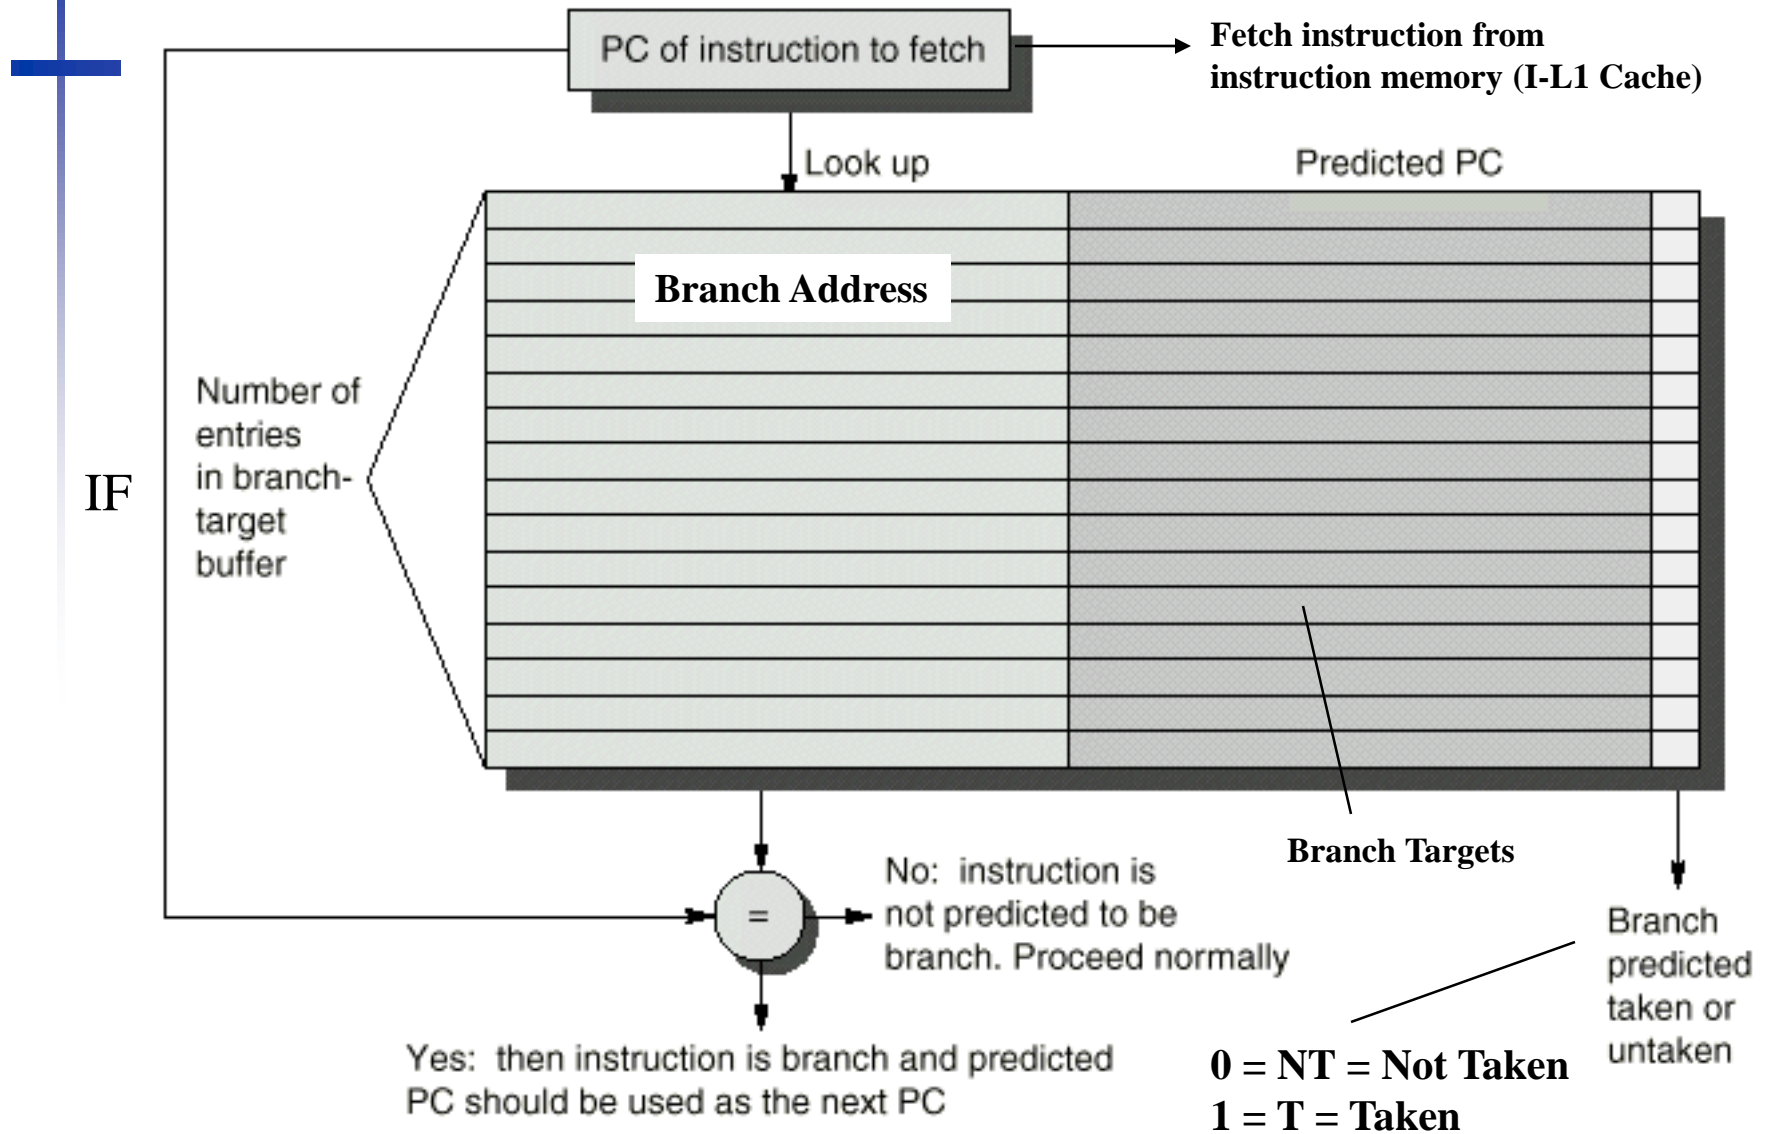 PC of instruction to fetch
Fetch instruction from
instruction memory (I-L1 Cache)
Look up
Predicted PC
Branch Address
Number of
entries
in branch-
target
buffer
IF
Branch Targets
No: instruction is
not predicted to be
branch. Proceed normally
=
Branch
predicted
taken or
untaken
Yes: then instruction is branch and predicted
PC should be used as the next PC
0 = NT = Not Taken
1 = T = Taken